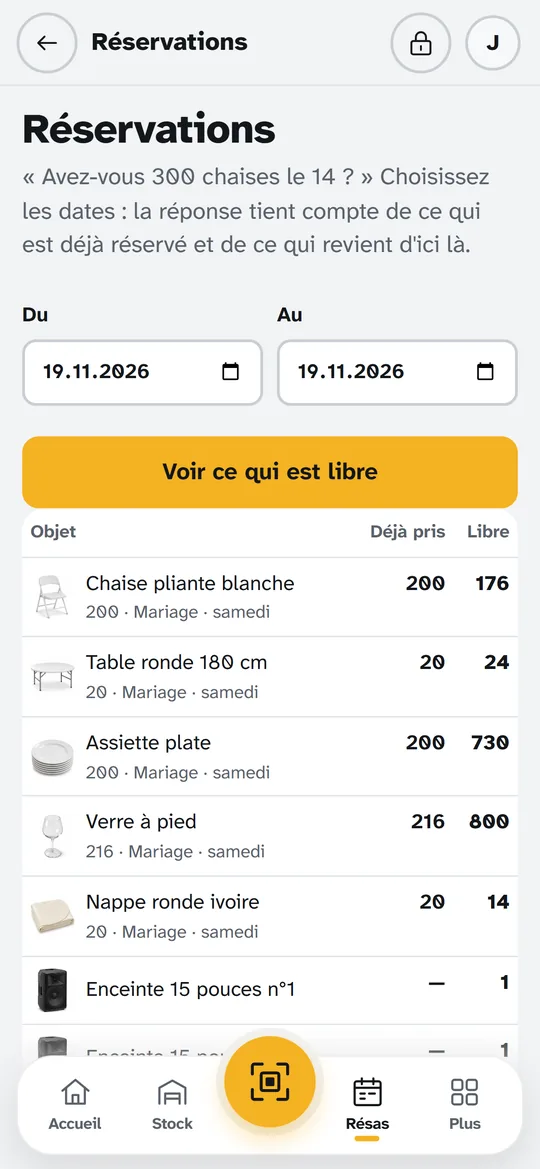 Réservations
J
Réservations
« Avez-vous 300 chaises le 14 ? » Choisissez
les dates : la réponse tient compte de ce qui
est déjà réservé et de ce qui revient d'ici là.
Du
Au
19.11.2026
19.11.2026
Voir ce qui est libre
Objet Déjà pris Libre
Chaise pliante blanche 200 176
200 · Mariage · samedi
Table ronde 180 cm 20 24
20 · Mariage · samedi
Assiette plate 200 730
200 · Mariage · samedi
Verre à pied 216 800
216 · Mariage · samedi
Nappe ronde ivoire 20 14
20 · Mariage · samedi
Enceinte 15 pouces n°1 — 1
Enceinte 15 — 1
Accueil Stock Résas Plus